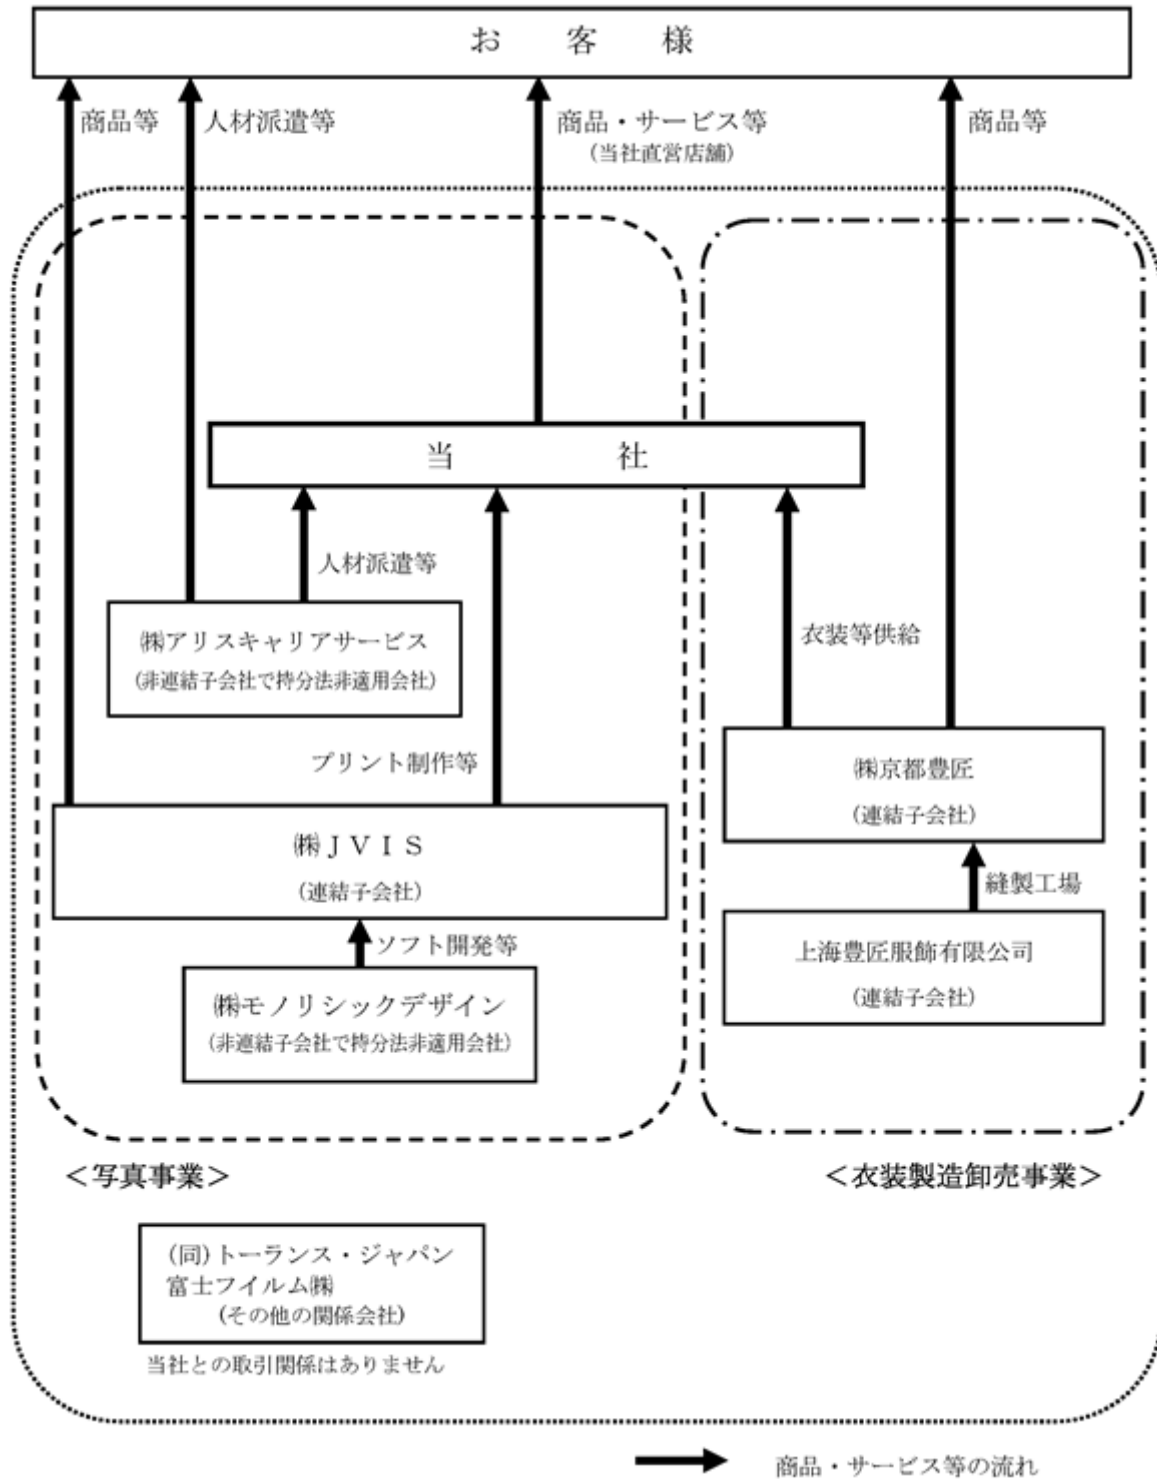 お 客 様
商品等
人材派遣等
商品・サービス等
(当社直営店舗)
商品等
当 社
人材派遣等
㈱アリスキャリアサービス
(非連結子会社で持分法非適用会社)
衣装等供給
プリント制作等
㈱京都豊匠
(連結子会社)
㈱ＪＶＩＳ
(連結子会社)
縫製工場
ソフト開発等
上海豊匠服飾有限公司
(連結子会社)
㈱モノリシックデザイン
(非連結子会社で持分法非適用会社)
＜写真事業＞
＜衣装製造卸売事業＞
(同)トーランス・ジャパン
富士フイルム㈱
(その他の関係会社)
当社との取引関係はありません
商品・サービス等の流れ